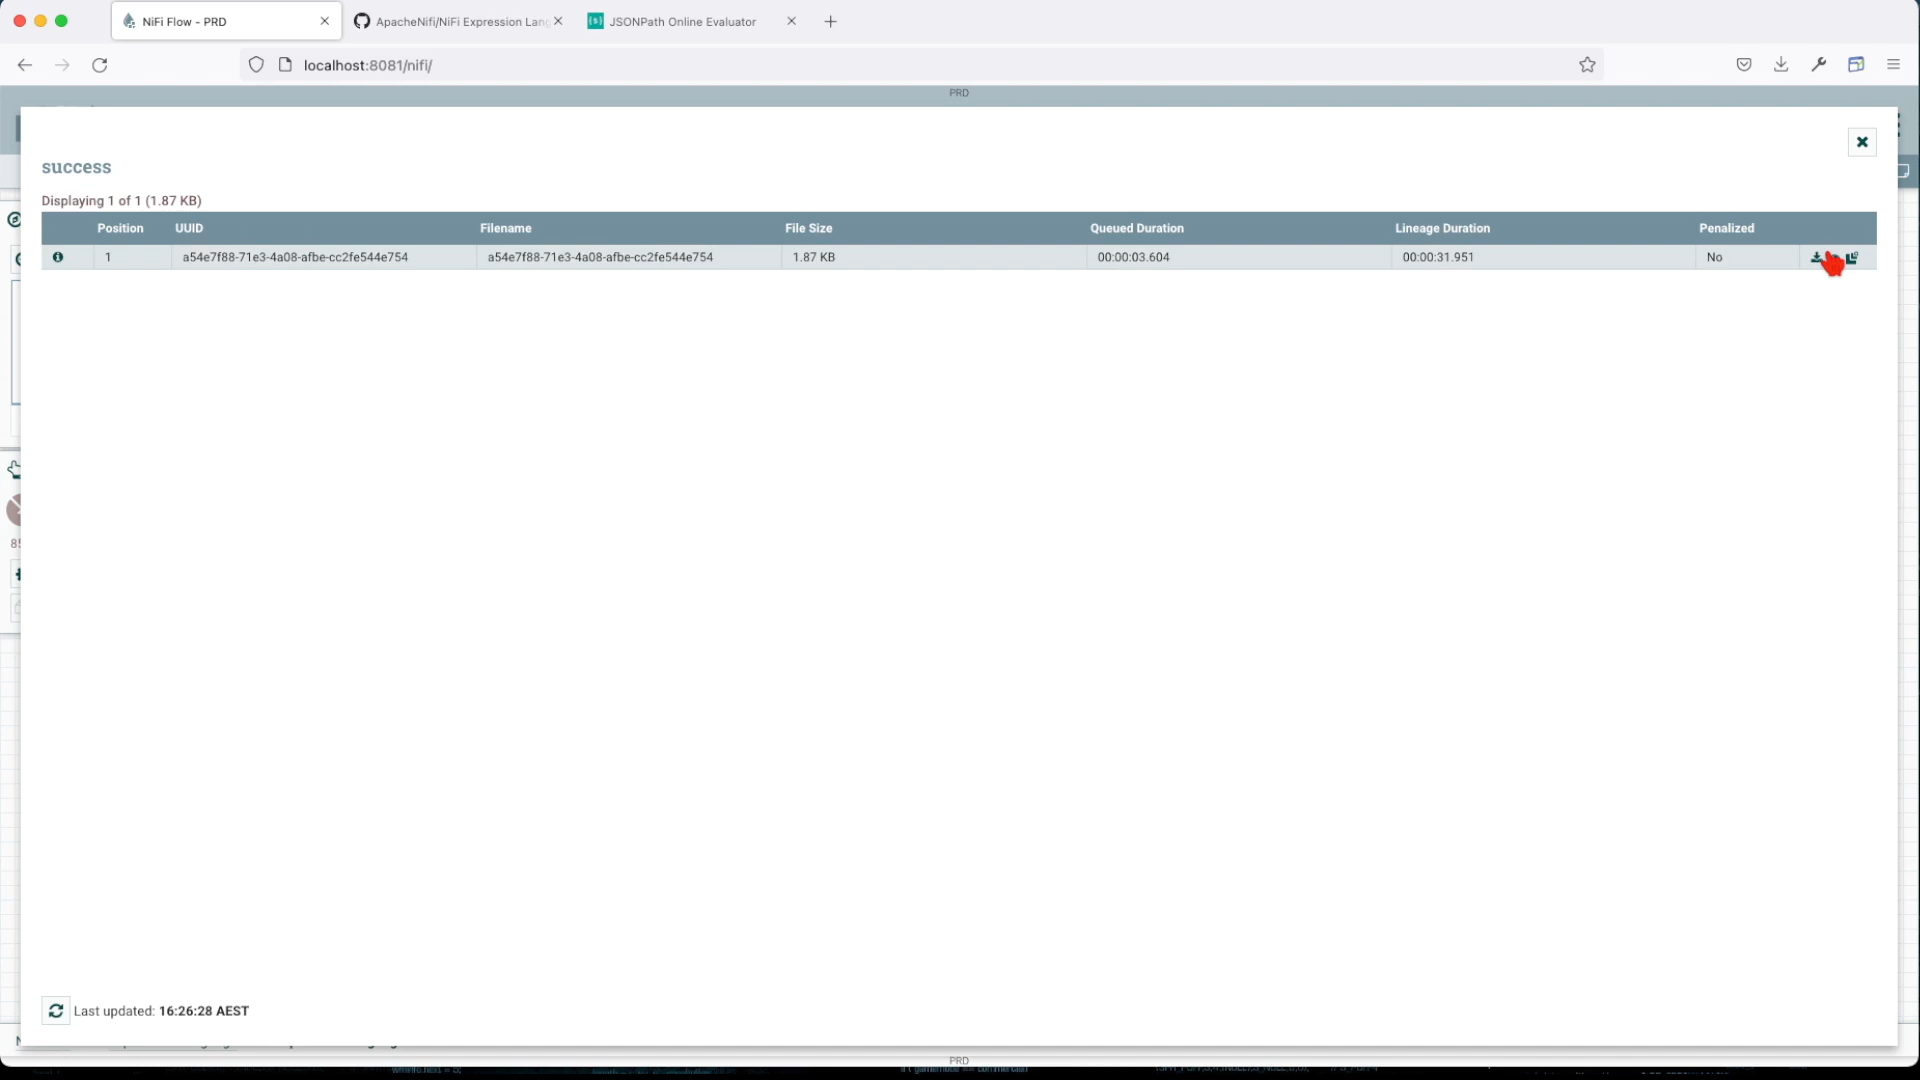 NiFi Flow - PRD
ApacheNifi/NiFi Expression Lang
JSONPath Online Evaluator
localhost:8081/nifi/
PRD
success
Displaying 1 of 1 (1.87 KB)
Position UUID Filename File Size Queued Duration Lineage Duration Penalized
1 a54e7f88-71e3-4a08-afbe-cc2fe544e754 a54e7f88-71e3-4a08-afbe-cc2fe544e754 1.87 KB 00:00:03.604 00:00:31.951 No
Last updated: 16:26:28 AEST
PRD